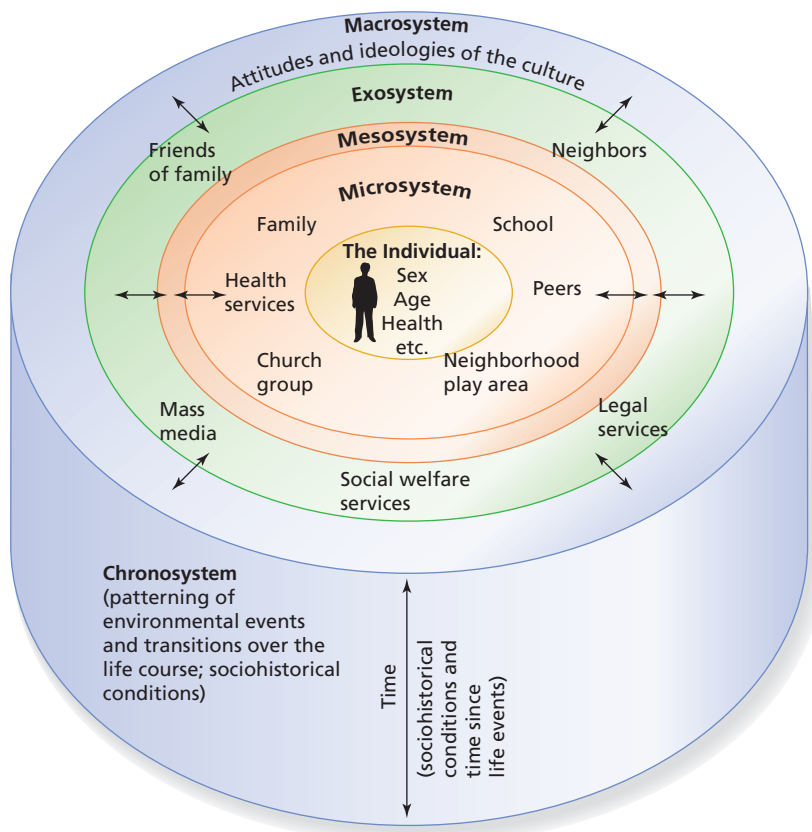 Macrosystem
Attitudes and ideologies of the culture
Exosystem
Mesosystem
Friends
of family
Neighbors
Microsystem
Family
School
The Individual:
Sex
Age
Health
etc.
Health
services
Peers
Church
group
Neighborhood
play area
Mass
media
Legal
services
Social welfare
services
Chronosystem
(patterning of
environmental events
and transitions over the
life course; sociohistorical
conditions)
Time
(sociohistorical
conditions and
time since
life events)